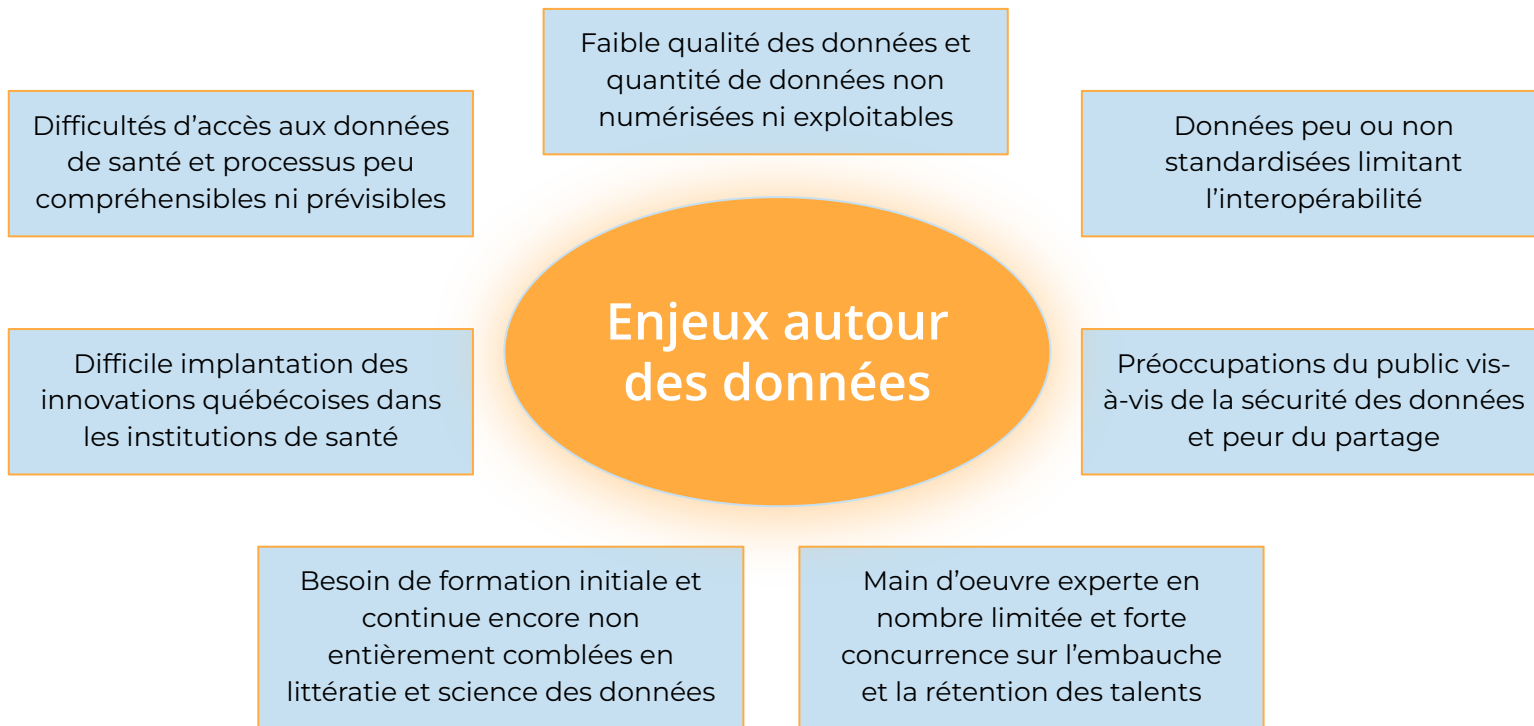 Faible qualité des données et
quantité de données non
numérisées ni exploitables
Difficultés d’accès aux données
de santé et processus peu
compréhensibles ni prévisibles
Données peu ou non
standardisées limitant
l’interopérabilité
Enjeux autour
des données
Difficile implantation des
innovations québécoises dans
les institutions de santé
Préoccupations du public vis-
à-vis de la sécurité des données
et peur du partage
Besoin de formation initiale et
continue encore non
entièrement comblées en
littératie et science des données
Main d’oeuvre experte en
nombre limitée et forte
concurrence sur l’embauche
et la rétention des talents